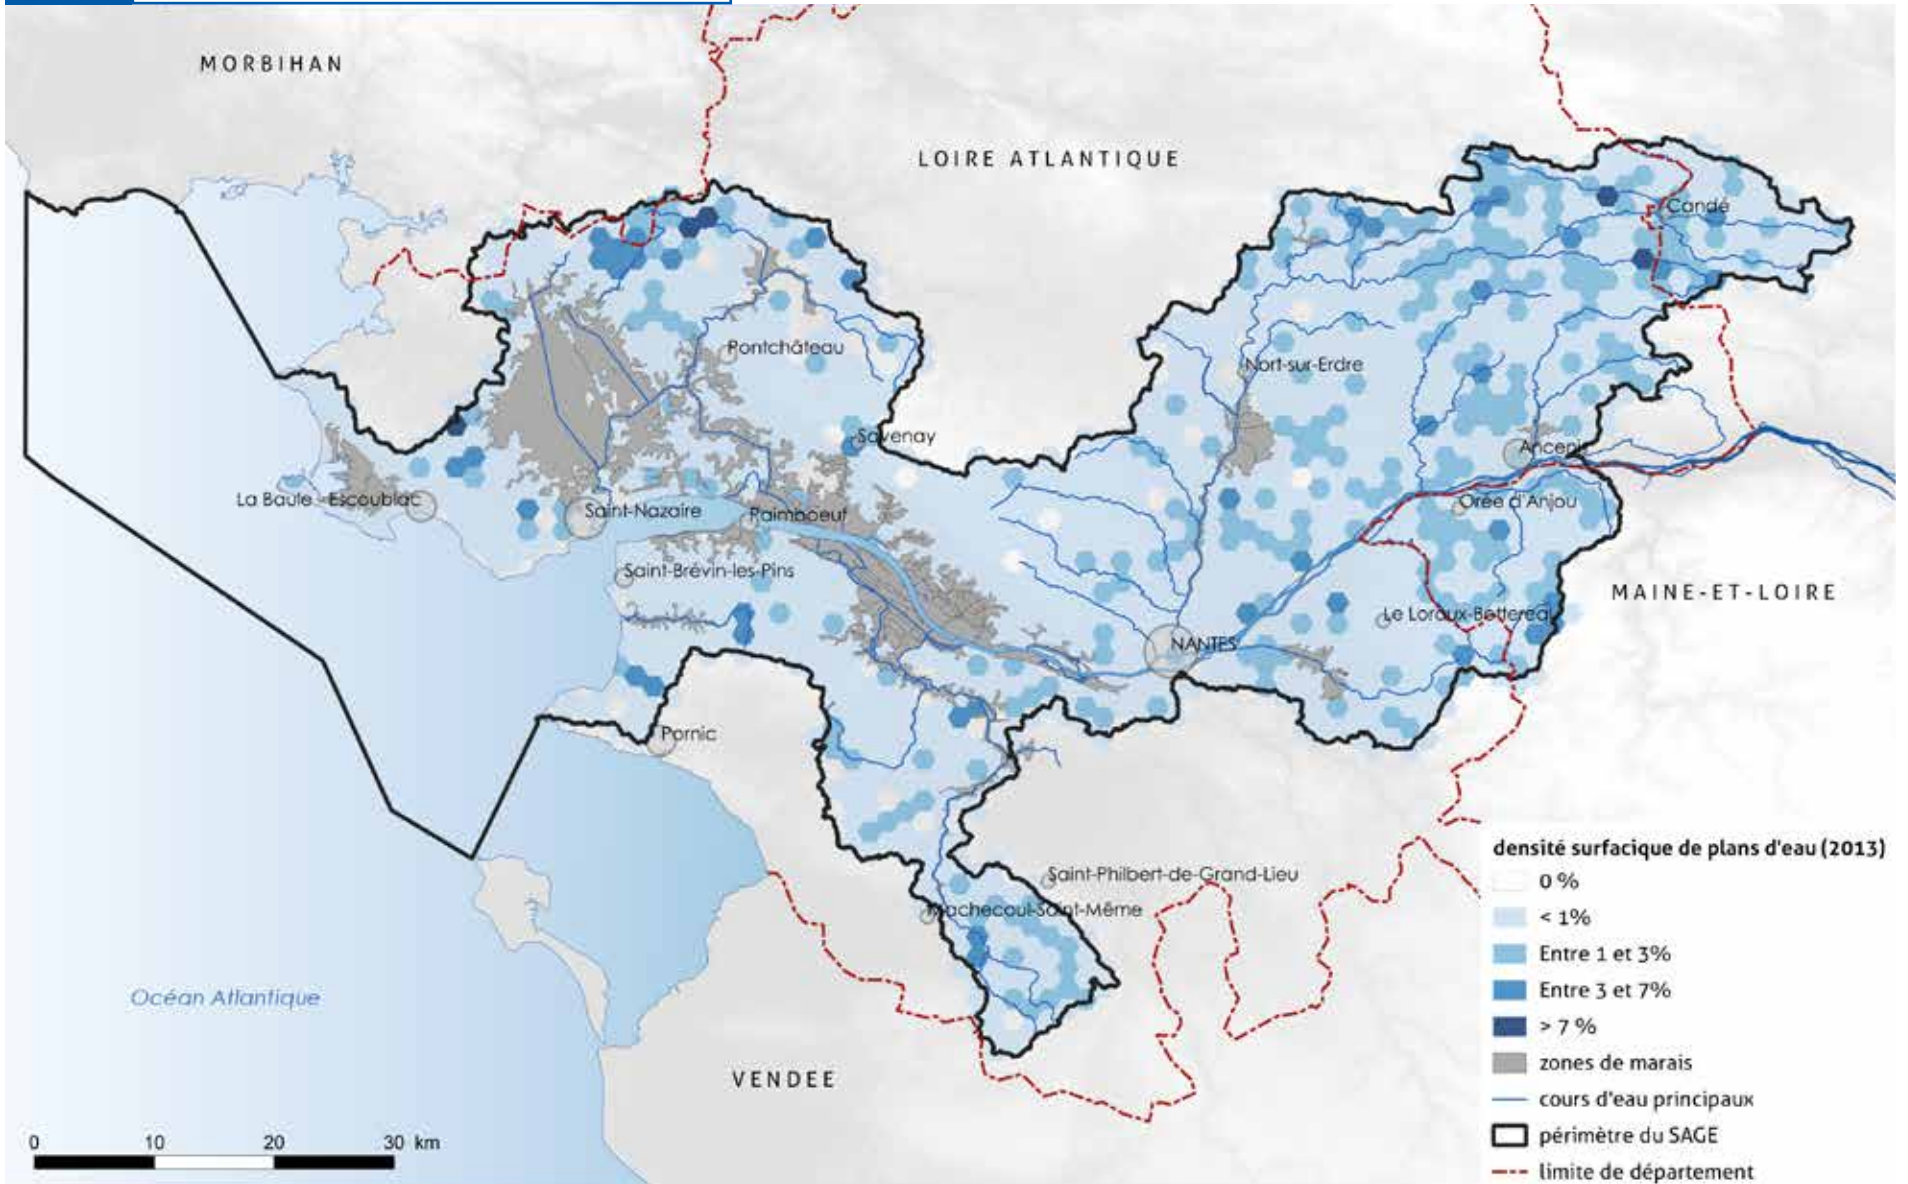 MORBIHAN
LOIRE ATLANTIQUE
Candé
Pontchâteau
Nort-sur-Erdre
Savenay
Ancenis
La Baule - Escoublac
Saint-Nazaire
Paimboeuf
Orée d'Anjou
Saint-Brévin-les-Pins
MAINE-ET-LOIRE
Le Loroux-Bottereau
NANTES
Pornic
Saint-Philbert-de-Grand-Lieu
Machecoul-Saint-Même
Océan Atlantique
VENDEE
densité surfacique de plans d'eau (2013)
0 %
< 1%
Entre 1 et 3%
Entre 3 et 7%
> 7 %
zones de marais
cours d'eau principaux
périmètre du SAGE
limite de département
0 10 20 30 km